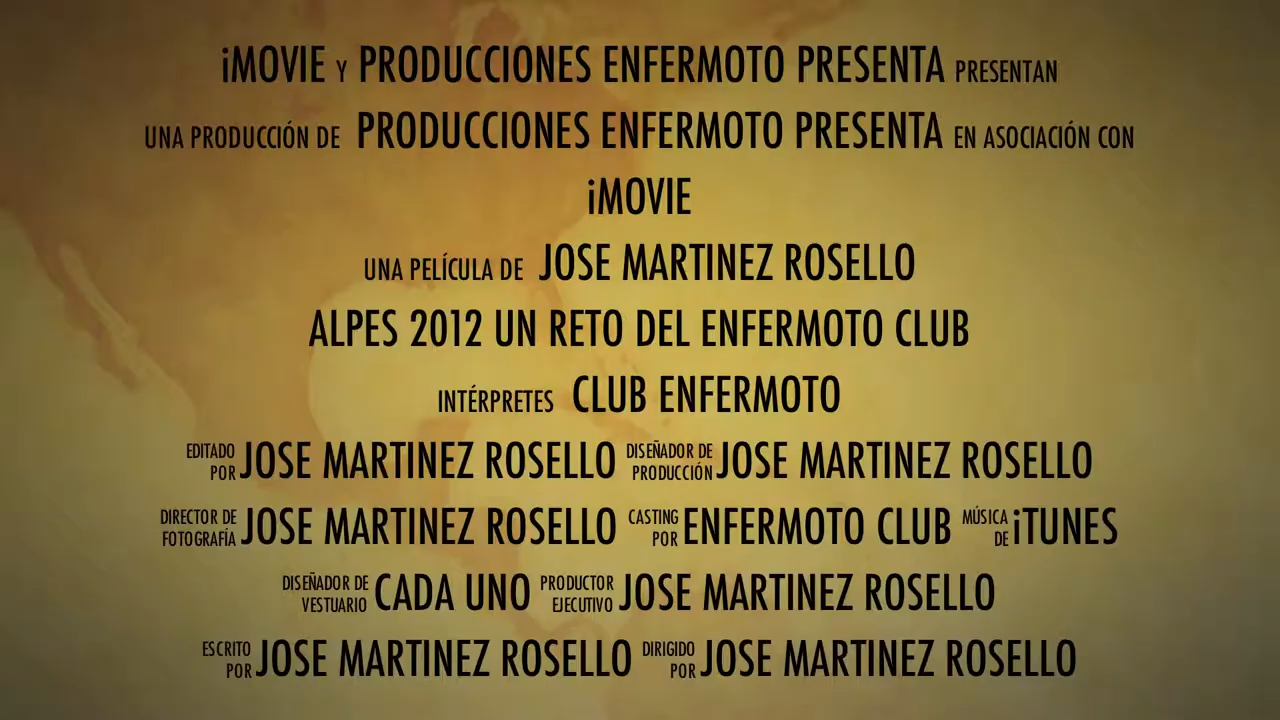 iMOVIE Y PRODUCCIONES ENFERMOTO PRESENTA PRESENTAN
UNA PRODUCCIÓN DE PRODUCCIONES ENFERMOTO PRESENTA EN ASOCIACIÓN CON
iMOVIE
UNA PELÍCULA DE JOSE MARTINEZ ROSELLO
ALPES 2012 UN RETO DEL ENFERMOTO CLUB
INTÉRPRETES CLUB ENFERMOTO
EDITADO POR JOSE MARTINEZ ROSELLO DISEÑADOR DE PRODUCCIÓN JOSE MARTINEZ ROSELLO
DIRECTOR DE FOTOGRAFÍA JOSE MARTINEZ ROSELLO CASTING POR ENFERMOTO CLUB MÚSICA DE iTUNES
DISEÑADOR DE VESTUARIO CADA UNO PRODUCTOR EJECUTIVO JOSE MARTINEZ ROSELLO
ESCRITO POR JOSE MARTINEZ ROSELLO DIRIGIDO POR JOSE MARTINEZ ROSELLO